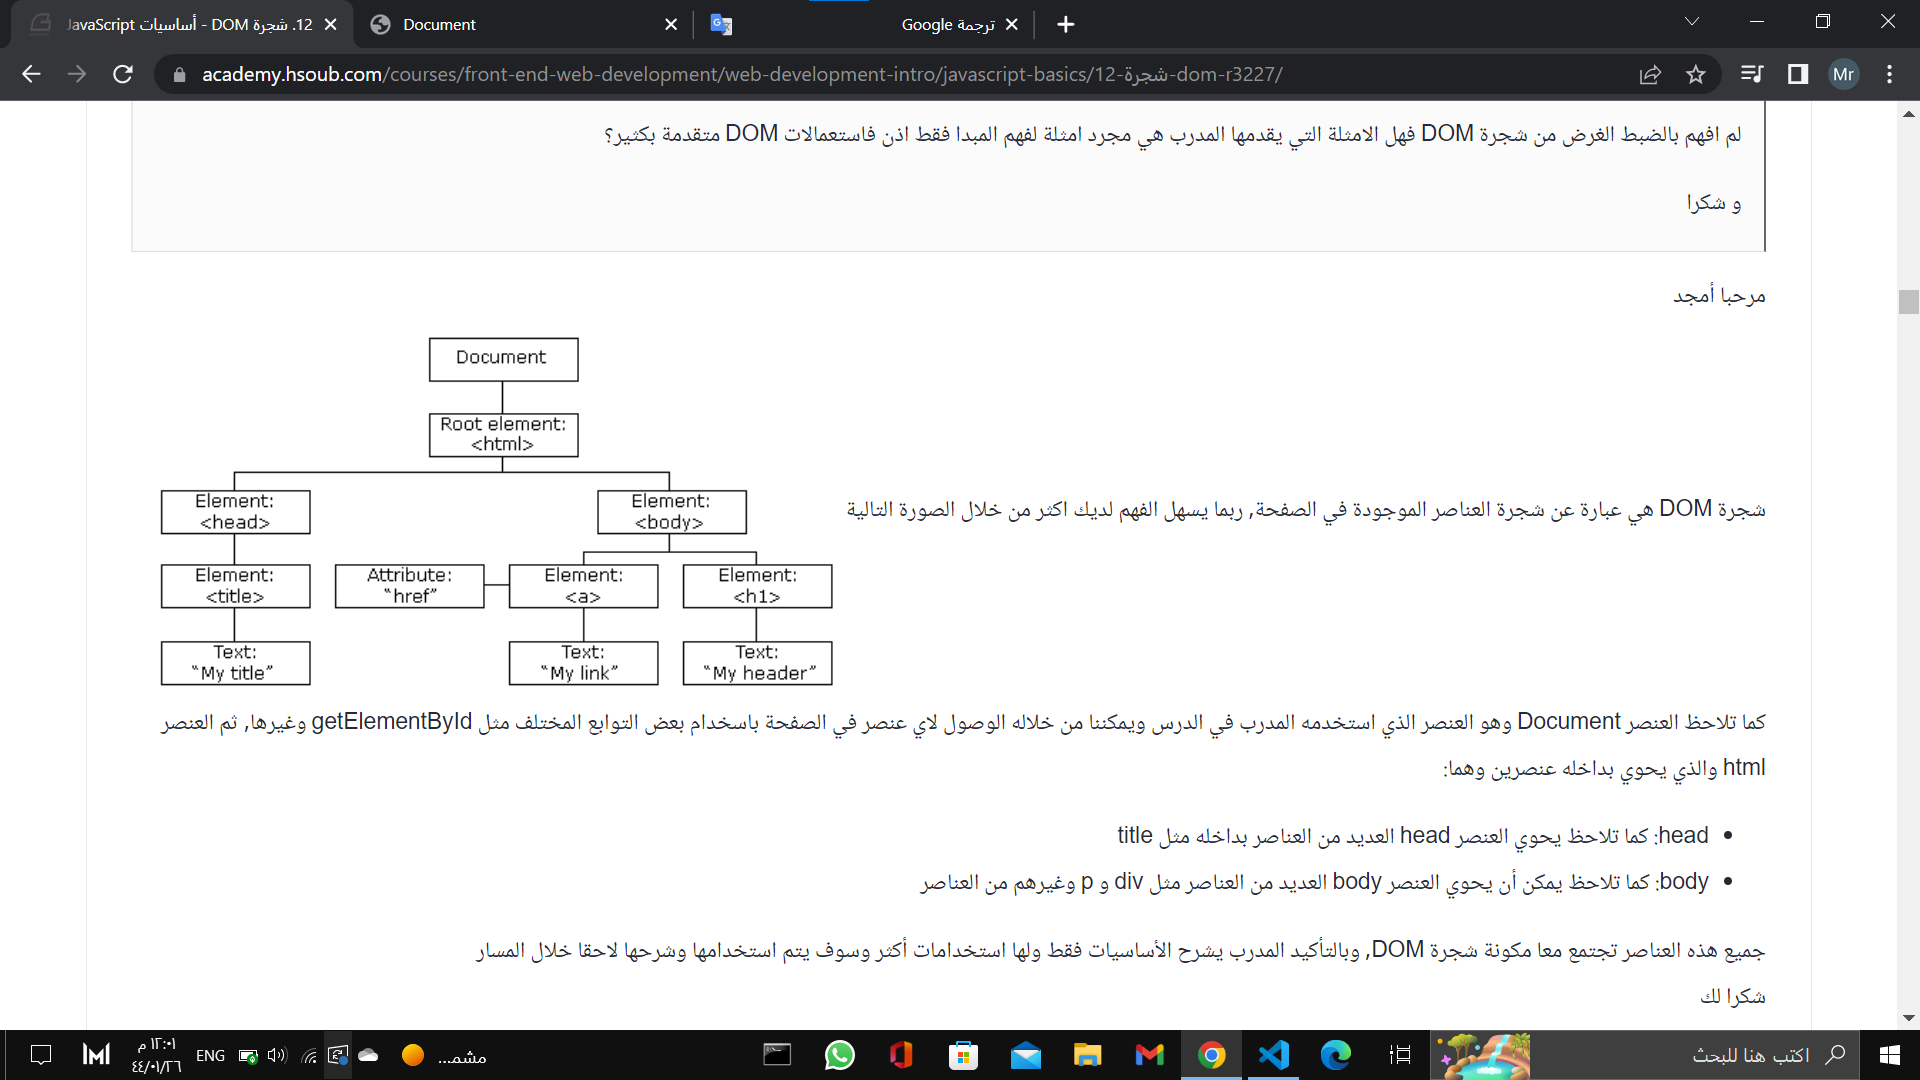 12. شجرة DOM - أساسيات JavaScript
Document
ترجمة Google
academy.hsoub.com/courses/front-end-web-development/web-development-intro/javascript-basics/12-شجرة-dom-r3227/
Mr
لم افهم بالضبط الغرض من شجرة DOM فهل الامثلة التي يقدمها المدرب هي مجرد امثلة لفهم المبدا فقط اذن فاستعمالات DOM متقدمة بكثير؟
و شكرا
مرحبا أمجد
شجرة DOM هي عبارة عن شجرة العناصر الموجودة في الصفحة, ربما يسهل الفهم لديك اكثر من خلال الصورة التالية
Document
Root element:
<html>
Element:
<head>
Element:
<body>
Element:
<title>
Attribute:
"href"
Element:
<a>
Element:
<h1>
Text:
"My title"
Text:
"My link"
Text:
"My header"
كما تلاحظ العنصر Document وهو العنصر الذي استخدمه المدرب في الدرس ويمكننا من خلاله الوصول لاي عنصر في الصفحة باسخدام بعض التوابع المختلف مثل getElementById وغيرها, ثم العنصر
html والذي يحوي بداخله عنصرين وهما:
• head: كما تلاحظ يحوي العنصر head العديد من العناصر بداخله مثل title
• body: كما تلاحظ يمكن أن يحوي العنصر body العديد من العناصر مثل div و p وغيرهم من العناصر
جميع هذه العناصر تجتمع معا مكونة شجرة DOM, وبالتأكيد المدرب يشرح الأساسيات فقط ولها استخدامات أكثر وسوف يتم استخدامها وشرحها لاحقا خلال المسار
شكرا لك
١٢:٠١ م
٤٤/٠١/٢٦
ENG
مشمـ...
اكتب هنا للبحث